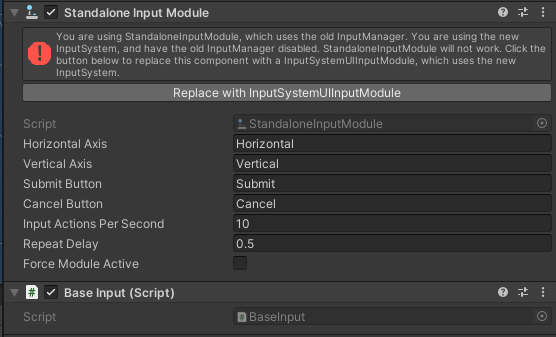 Standalone Input Module
You are using StandaloneInputModule, which uses the old InputManager. You are using the new
InputSystem, and have the old InputManager disabled. StandaloneInputModule will not work. Click the
button below to replace this component with a InputSystemUIInputModule, which uses the new
InputSystem.
Replace with InputSystemUIInputModule
Script StandaloneInputModule
Horizontal Axis Horizontal
Vertical Axis Vertical
Submit Button Submit
Cancel Button Cancel
Input Actions Per Second 10
Repeat Delay 0.5
Force Module Active
# Base Input (Script)
Script # BaseInput